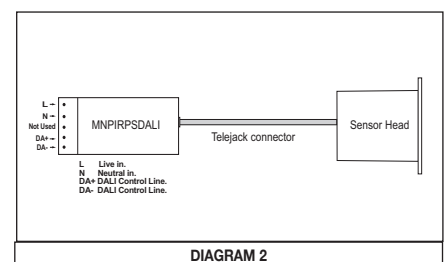 L
N
Not Used
DA+
DA-
MNPIRPSDALI
Telejack connector
Sensor Head
L Live in.
N Neutral in.
DA+ DALI Control Line.
DA- DALI Control Line.
DIAGRAM 2